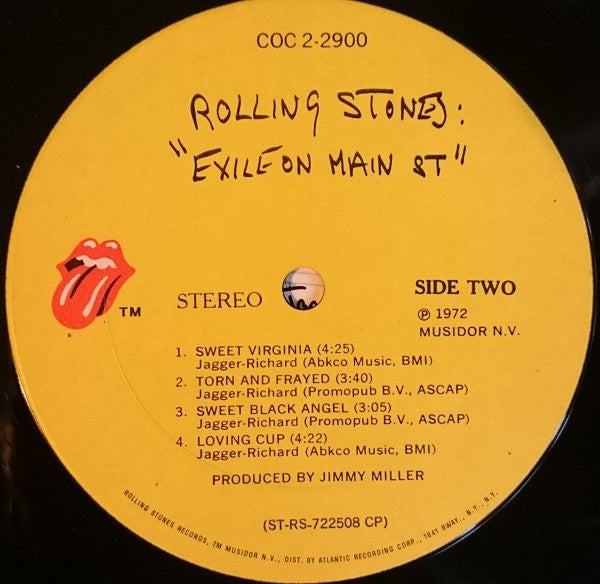 COC 2-2900
ROLLING STONES:
"EXILE ON MAIN ST"
TM
STEREO
SIDE TWO
℗ 1972
MUSIDOR N.V.
1. SWEET VIRGINIA (4:25)
Jagger-Richard (Abkco Music, BMI)
2. TORN AND FRAYED (3:40)
Jagger-Richard (Promopub B.V., ASCAP)
3. SWEET BLACK ANGEL (3:05)
Jagger-Richard (Promopub B.V., ASCAP)
4. LOVING CUP (4:22)
Jagger-Richard (Abkco Music, BMI)
PRODUCED BY JIMMY MILLER
(ST-RS-722508 CP)
ROLLING STONES RECORDS, TM MUSIDOR N.V., DIST. BY ATLANTIC RECORDING CORP., 1841 BWAY., N.Y., N.Y.